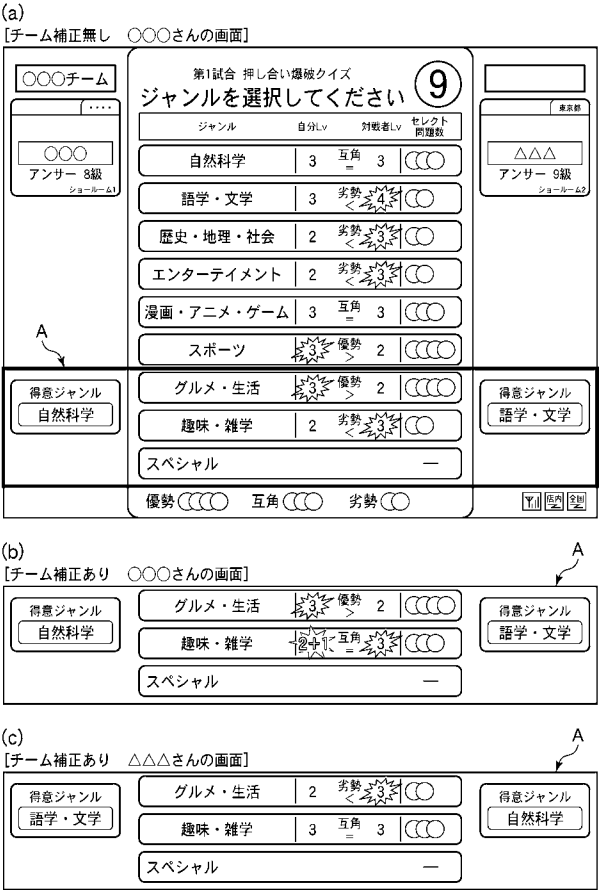 (a)
[チーム補正無し　○○○さんの画面]
○○○チーム
・・・・
○○○
アンサー 8級
ショールーム1
第1試合 押し合い爆破クイズ
ジャンルを選択してください
9
ジャンル 自分Lv 対戦者Lv セレクト問題数
自然科学 3 互角 = 3 ○○○
語学・文学 3 劣勢 < 4 ○○
歴史・地理・社会 2 劣勢 < 3 ○○
エンターテイメント 2 劣勢 < 3 ○○
漫画・アニメ・ゲーム 3 互角 = 3 ○○○
スポーツ 3 優勢 > 2 ○○○○
グルメ・生活 3 優勢 > 2 ○○○○
趣味・雑学 2 劣勢 < 3 ○○
スペシャル ―
優勢○○○○ 互角○○○ 劣勢○○
東京都
△△△
アンサー 9級
ショールーム2
A
得意ジャンル
自然科学
得意ジャンル
語学・文学
店内
全国
(b)
[チーム補正あり　○○○さんの画面]
A
得意ジャンル
自然科学
グルメ・生活 3 優勢 > 2 ○○○○
趣味・雑学 2+1 互角 = 3 ○○○
スペシャル ―
得意ジャンル
語学・文学
(c)
[チーム補正あり　△△△さんの画面]
A
得意ジャンル
語学・文学
グルメ・生活 2 劣勢 < 3 ○○
趣味・雑学 3 互角 = 3 ○○○
スペシャル ―
得意ジャンル
自然科学